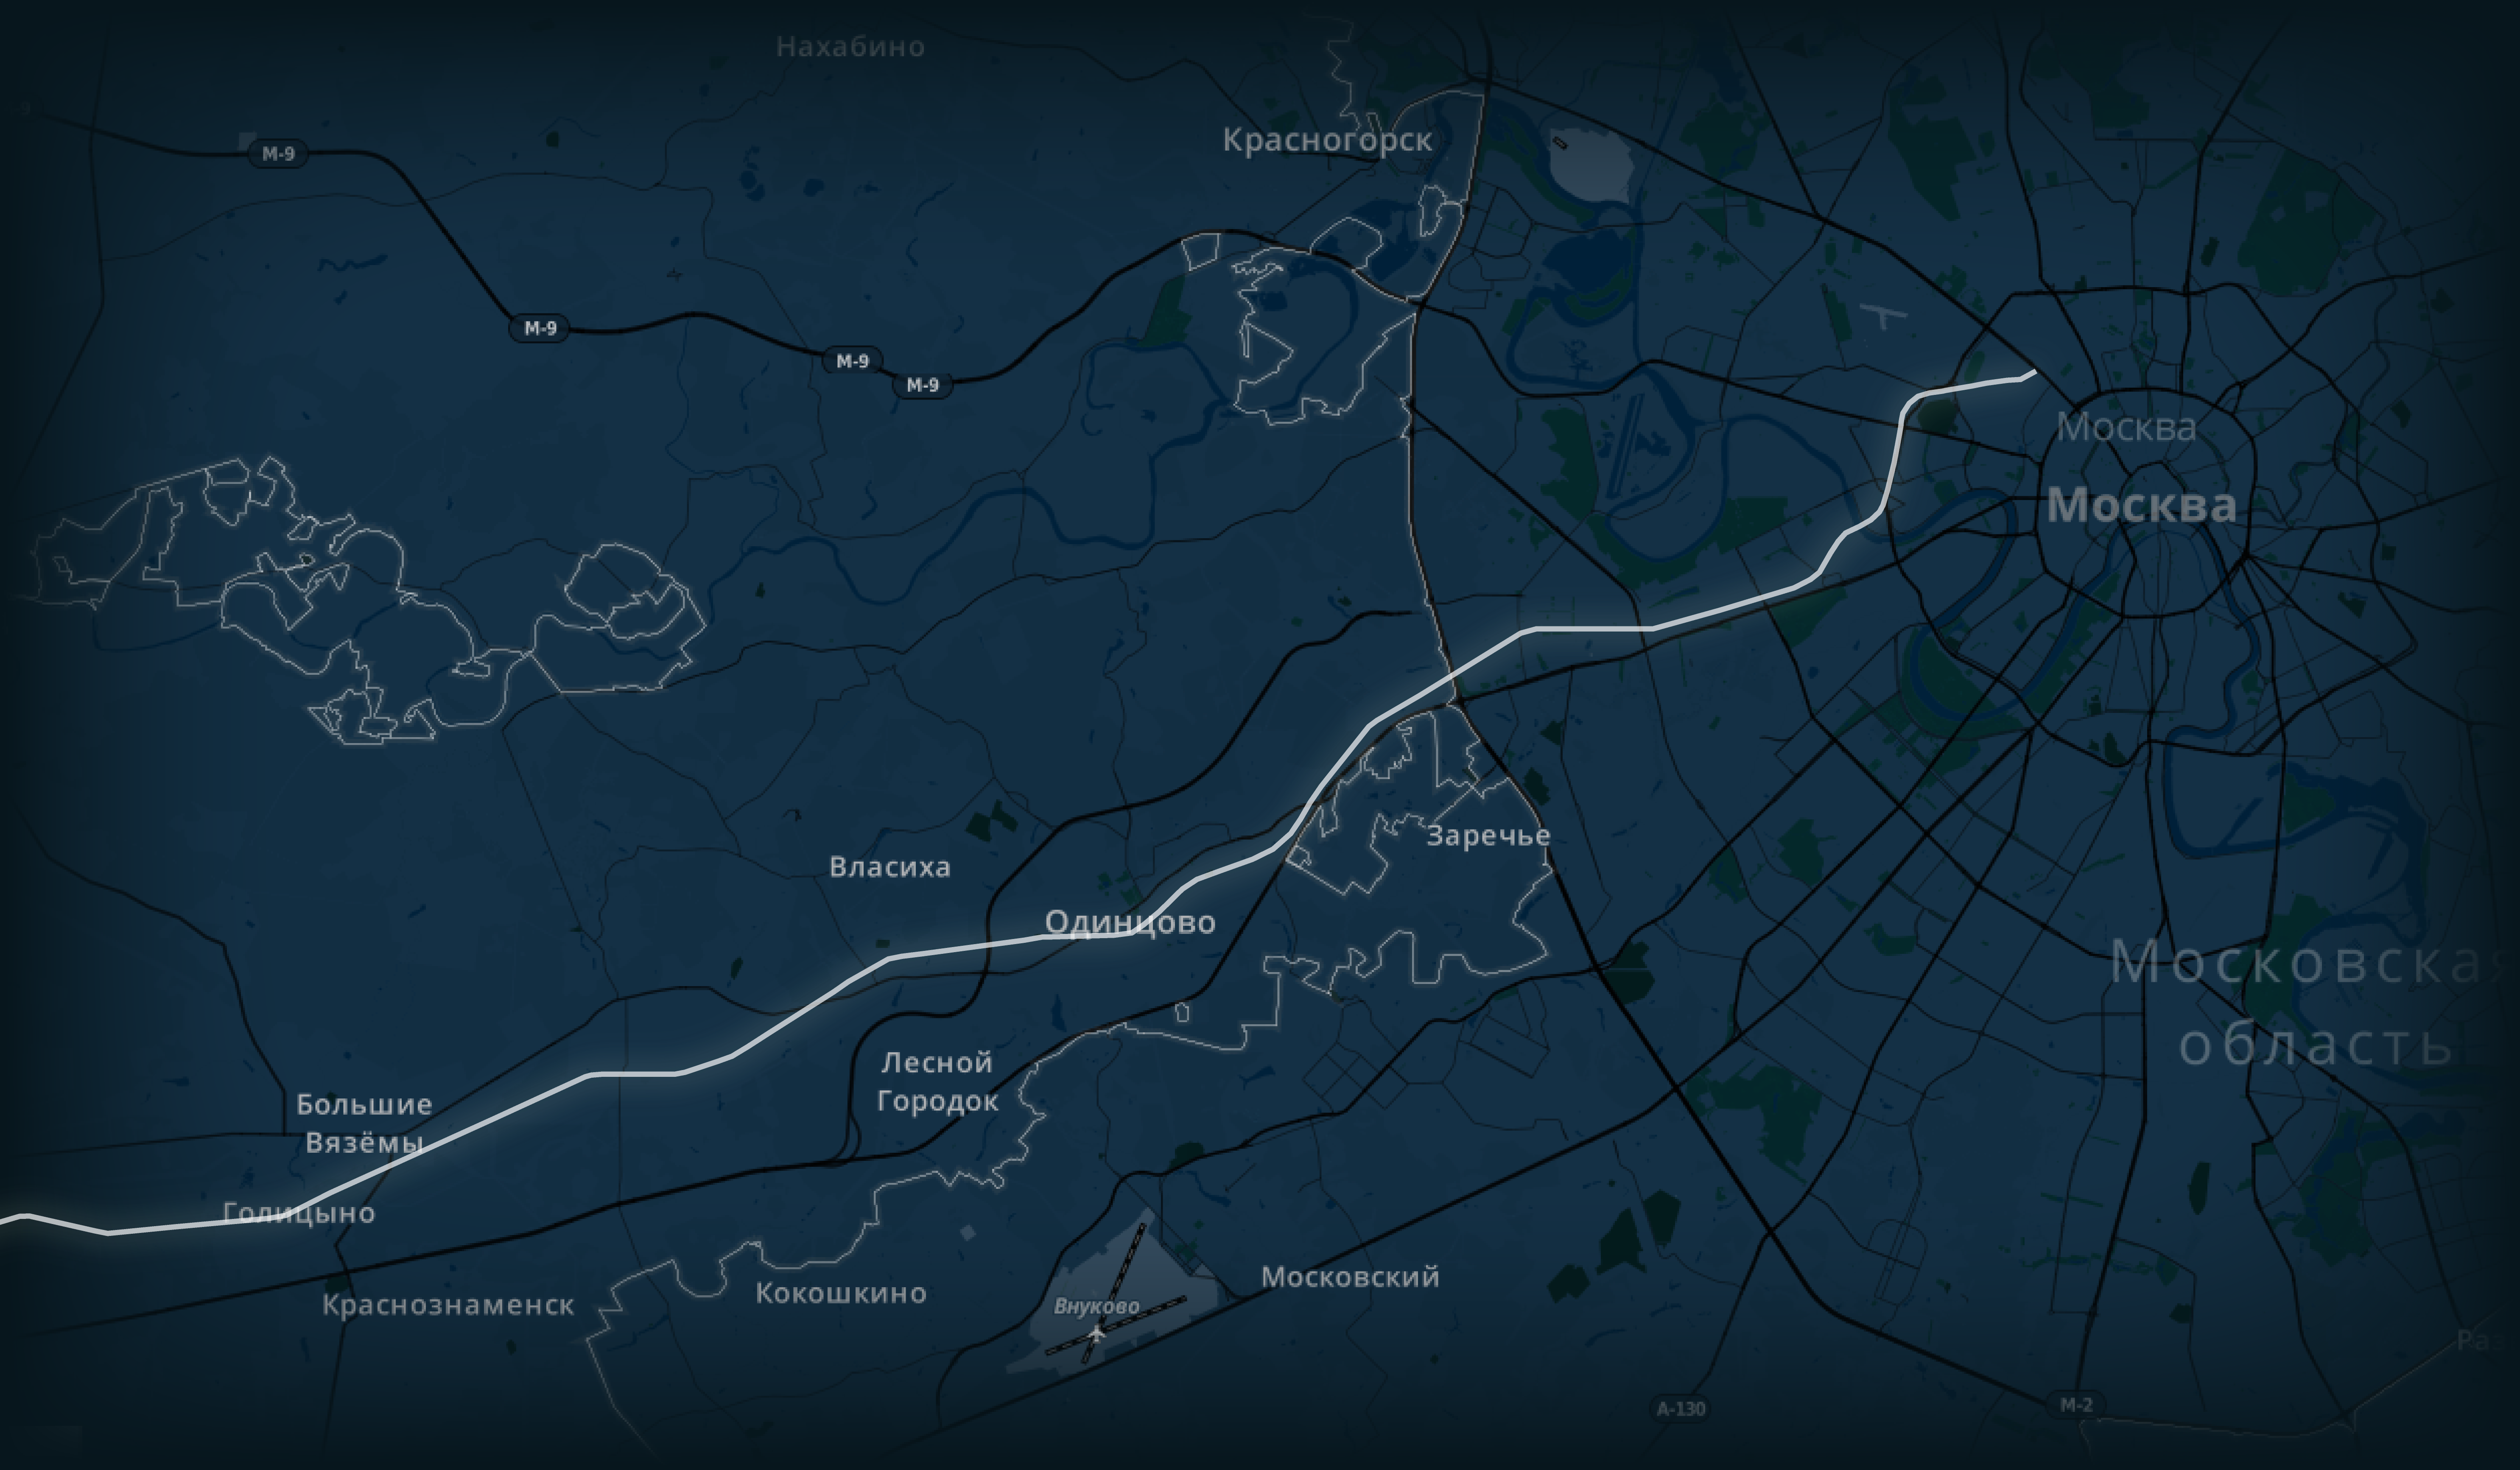 Нахабино
Красногорск
М-9
М-9
М-9
М-9
Москва
Москва
Заречье
Власиха
Одинцово
Московская
область
Лесной
Городок
Большие
Вязёмы
Голицыно
Московский
Кокошкино
Внуково
Краснознаменск
А-130
М-2